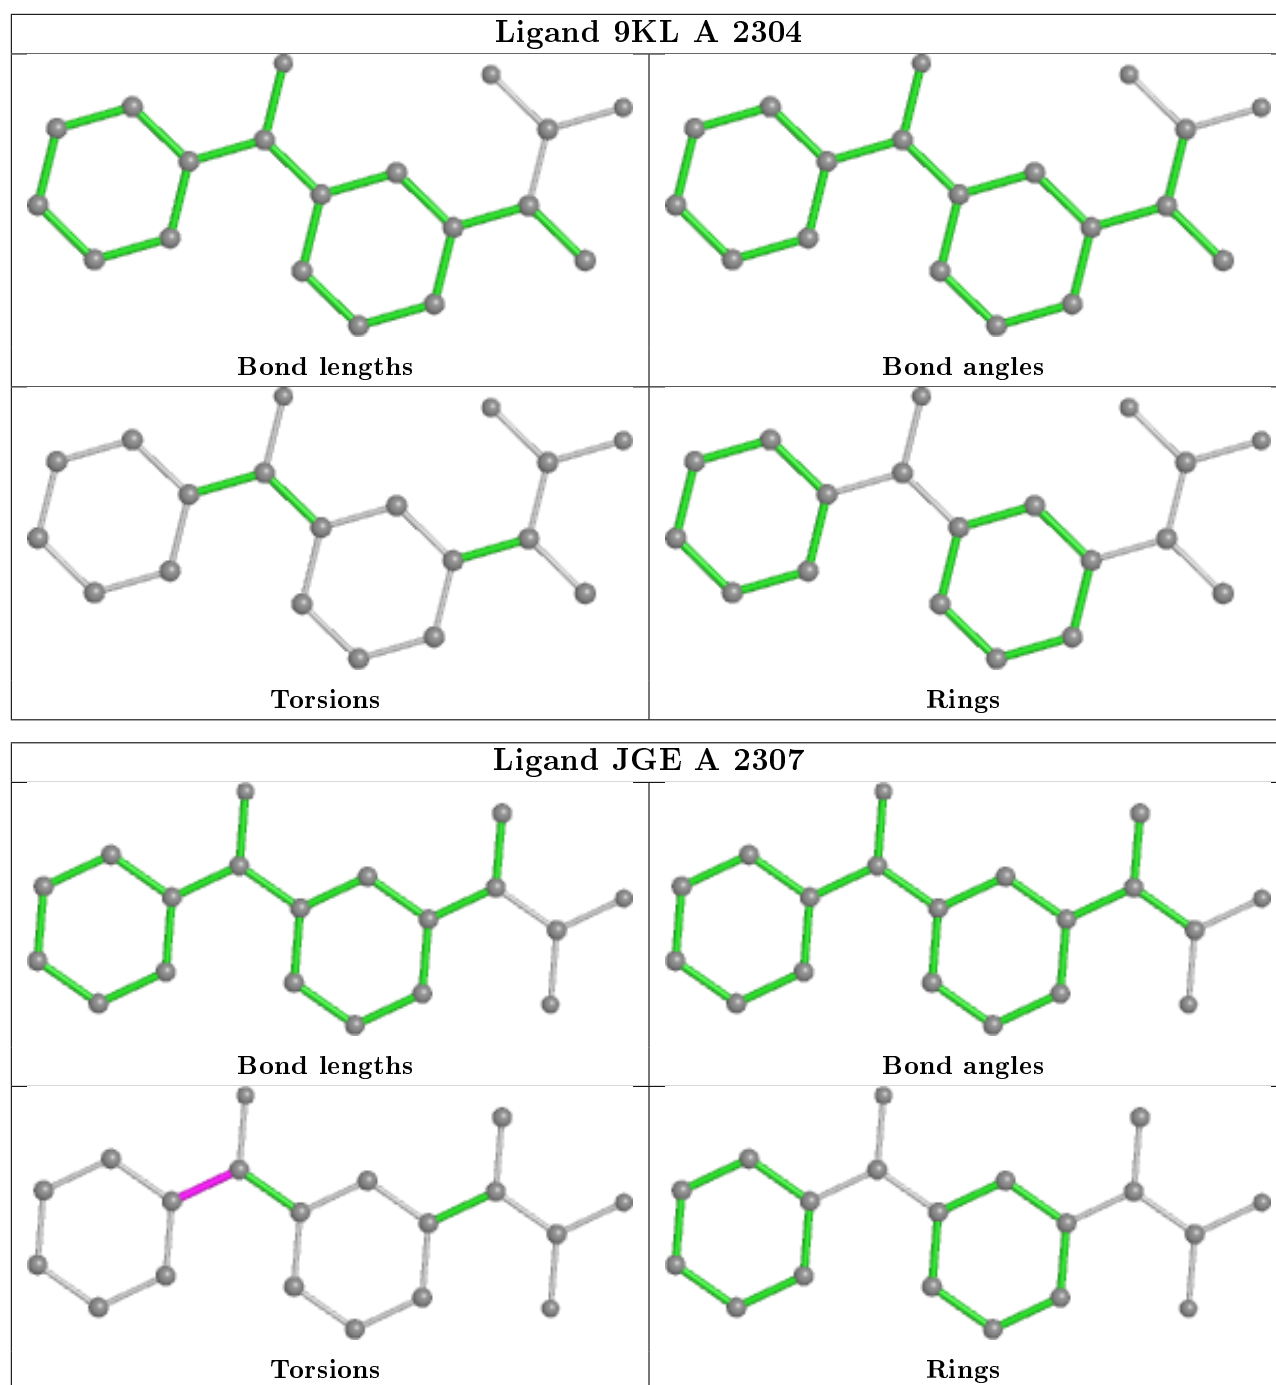 Ligand 9KL A 2304
Bond lengths
Bond angles
Torsions
Rings
Ligand JGE A 2307
Bond lengths
Bond angles
Torsions
Rings